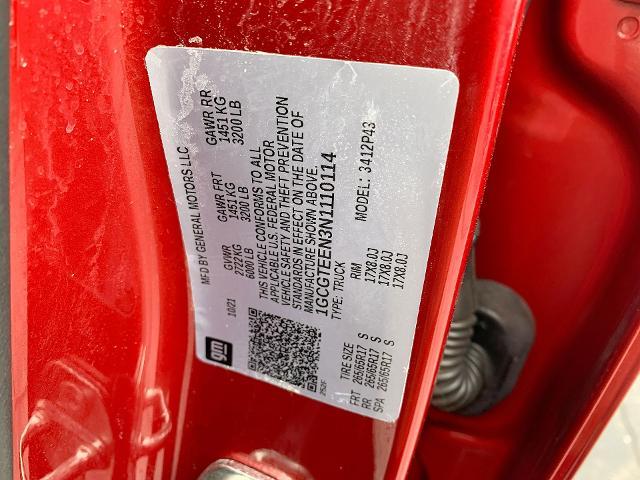 MFD BY GENERAL MOTORS LLC
10/21
GVWR
2722KG
6000 LB
GAWR FRT
1451 KG
3200 LB
GAWR RR
1451 KG
3200 LB
THIS VEHICLE CONFORMS TO ALL
APPLICABLE U.S. FEDERAL MOTOR
VEHICLE SAFETY AND THEFT PREVENTION
STANDARDS IN EFFECT ON THE DATE OF
MANUFACTURE SHOWN ABOVE.
1GCGTEEN3N1110114
TYPE: TRUCK
MODEL: 3412P43
gm
TIRE SIZE RIM
FRT 265/65R17 S 17X8.0J
RR 265/65R17 S 17X8.0J
SPA 265/65R17 S 17X8.0J